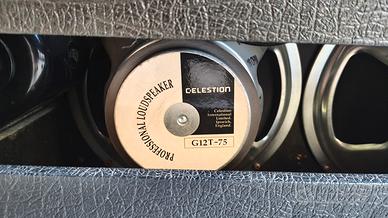 PROFESSIONAL LOUDSPEAKER
CELESTION
Celestion
International
Limited,
Ipswich,
England.
G12T-75